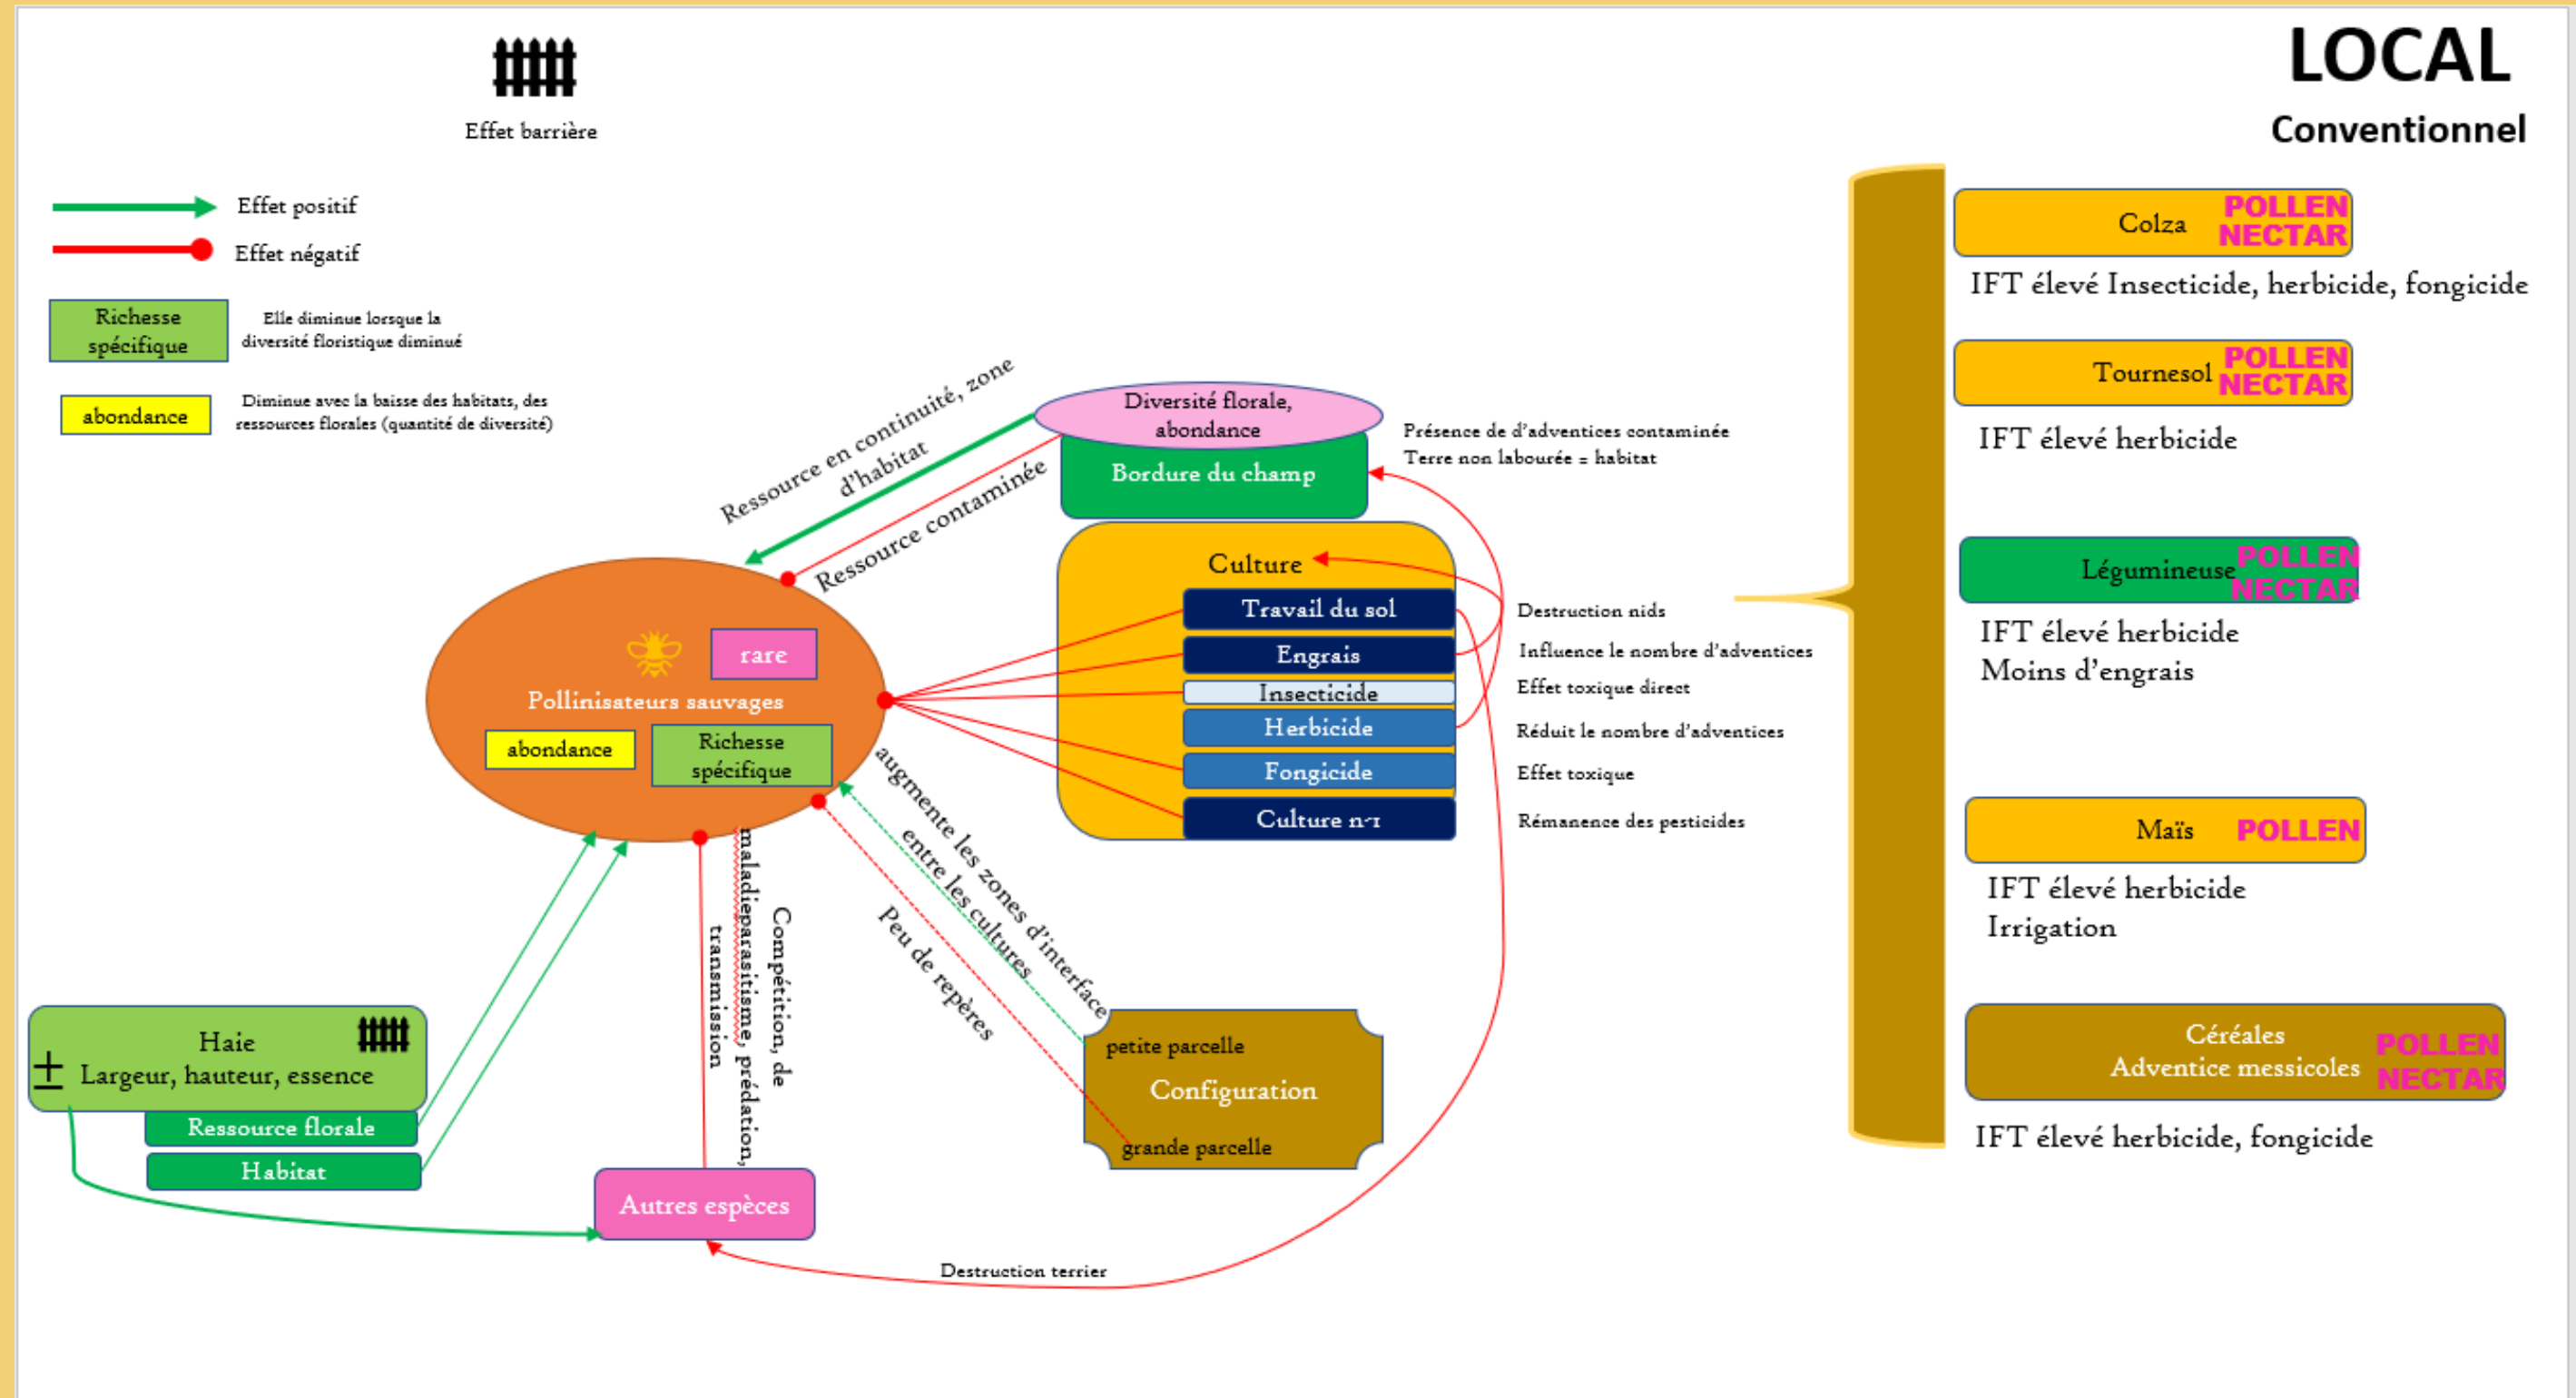 LOCAL
Conventionnel
Effet barrière
Effet positif
Effet négatif
Richesse
spécifique
Elle diminue lorsque la
diversité floristique diminué
abondance
Diminue avec la baisse des habitats, des
ressources florales (quantité de diversité)
Ressource en continuité, zone
d'habitat
Ressource contaminée
Diversité florale,
abondance
Bordure du champ
Présence de d'adventices contaminée
Terre non labourée = habitat
Culture
Travail du sol
Engrais
Insecticide
Herbicide
Fongicide
Culture n-1
Destruction nids
Influence le nombre d'adventices
Effet toxique direct
Réduit le nombre d'adventices
Effet toxique
Rémanence des pesticides
rare
Pollinisateurs sauvages
abondance
Richesse
spécifique
augmente les zones d'interface
entre les cultures
Peu de repères
Compétition, de
maladieparasitisme, prédation,
transmission
petite parcelle
Configuration
grande parcelle
Haie
± Largeur, hauteur, essence
Ressource florale
Habitat
Autres espèces
Destruction terrier
Colza
POLLEN
NECTAR
IFT élevé Insecticide, herbicide, fongicide
Tournesol
POLLEN
NECTAR
IFT élevé herbicide
Légumineuse
POLLEN
NECTAR
IFT élevé herbicide
Moins d'engrais
Maïs
POLLEN
IFT élevé herbicide
Irrigation
Céréales
Adventice messicoles
POLLEN
NECTAR
IFT élevé herbicide, fongicide